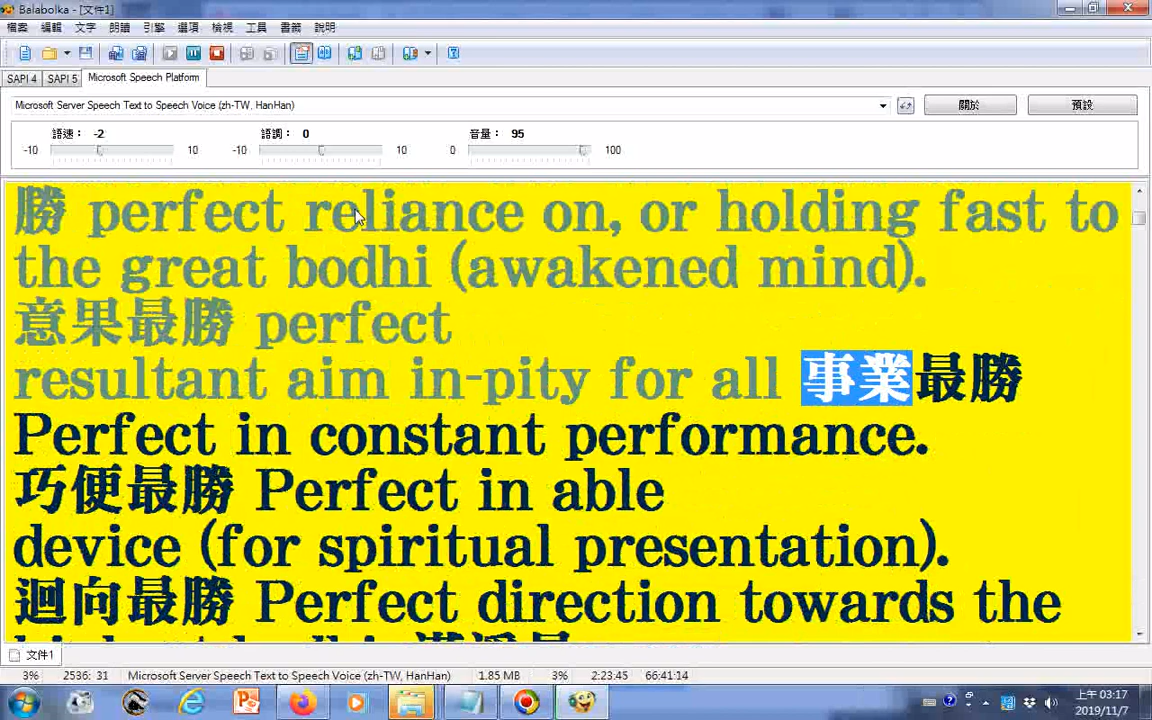 Balabolka - [文件1]
檔案 編輯 文字 朗讀 引擎 選項 檢視 工具 書籤 說明
SAPI 4 SAPI 5 Microsoft Speech Platform
Microsoft Server Speech Text to Speech Voice (zh-TW, HanHan) 關於 預設
語速： -2 語調： 0 音量： 95
-10 10 -10 10 0 100
勝 perfect reliance on, or holding fast to
the great bodhi (awakened mind).
意果最勝 perfect
resultant aim in-pity for all 事業最勝
Perfect in constant performance.
巧便最勝 Perfect in able
device (for spiritual presentation).
迴向最勝 Perfect direction towards the
文件1
3% 2536: 31 Microsoft Server Speech Text to Speech Voice (zh-TW, HanHan) 1.85 MB 3% 2:23:45 66:41:14
上午 03:17
2019/11/7